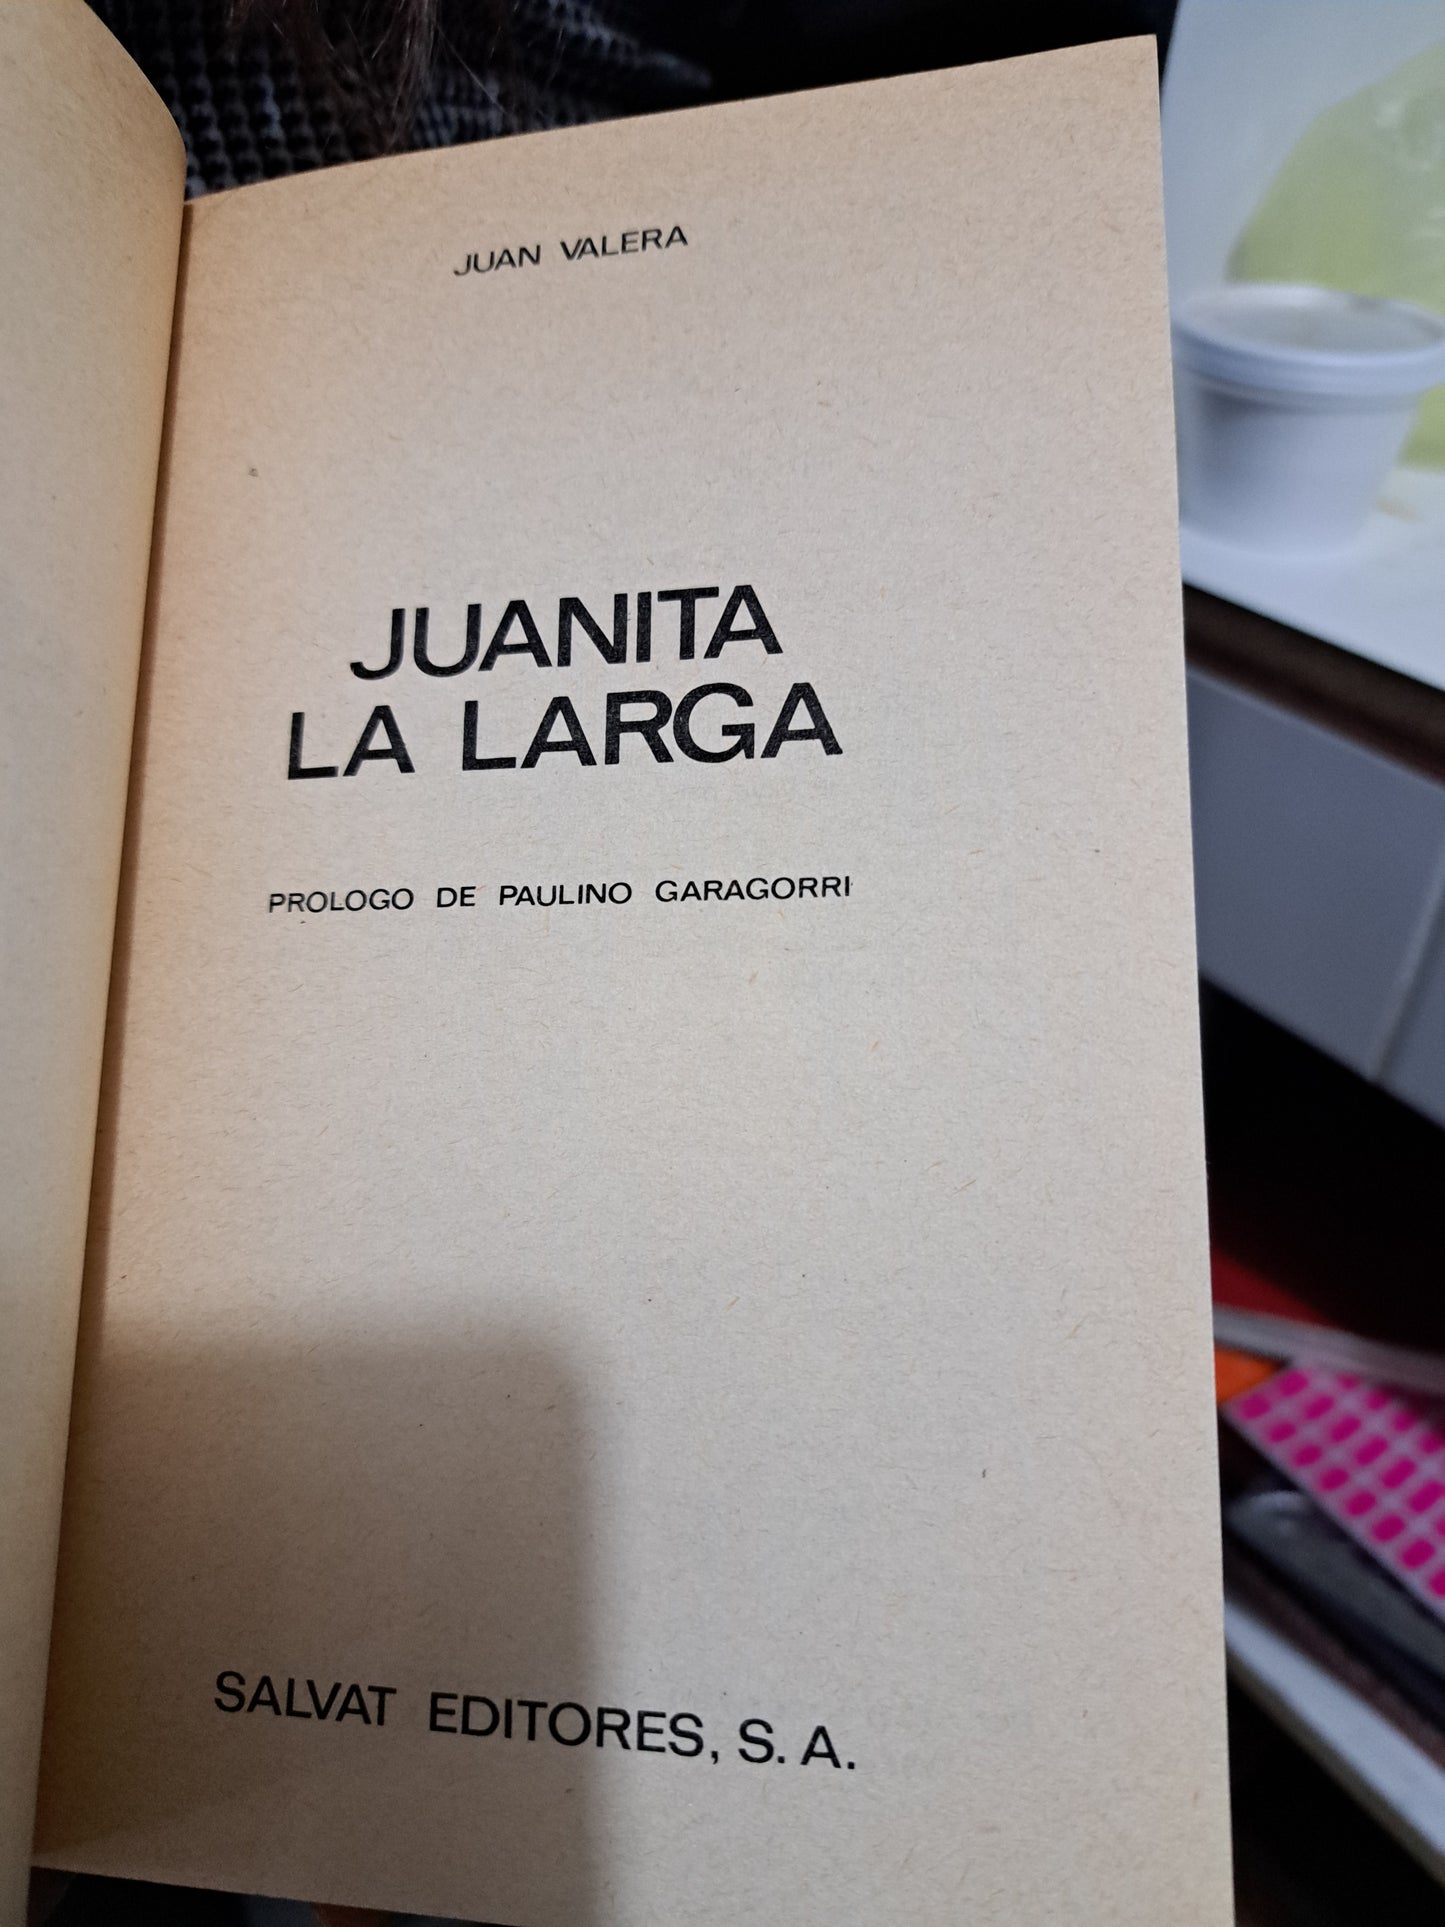 JUAN VALERA
JUANITA
LA LARGA
PROLOGO DE PAULINO GARAGORRI
SALVAT EDITORES, S. A.